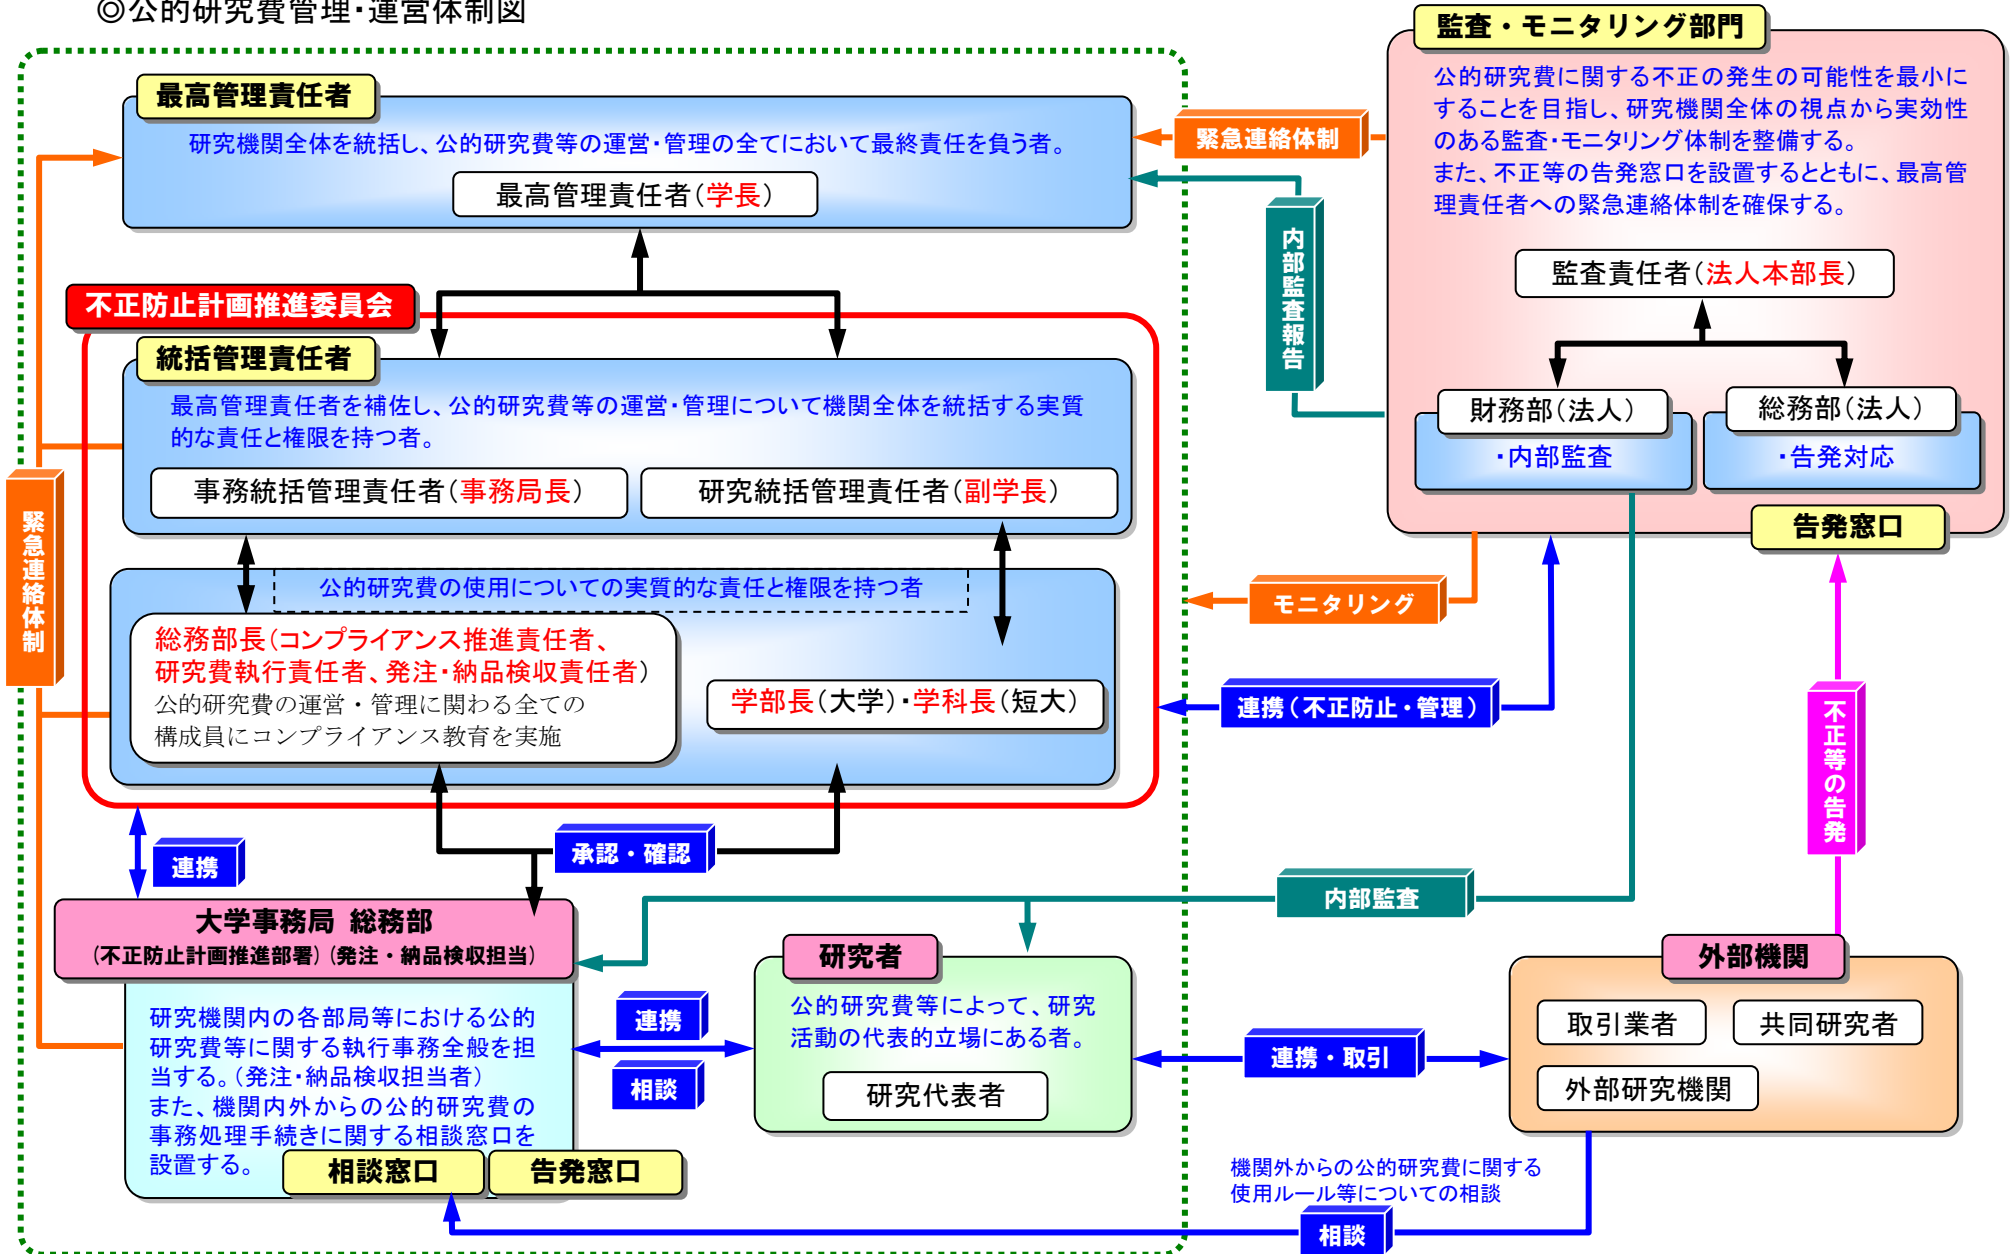 ◎公的研究費管理・運営体制図
監査・モニタリング部門
公的研究費に関する不正の発生の可能性を最小に
することを目指し、研究機関全体の視点から実効性
のある監査・モニタリング体制を整備する。
また、不正等の告発窓口を設置するとともに、最高管
理責任者への緊急連絡体制を確保する。
監査責任者(法人本部長)
財務部(法人)
・内部監査
総務部(法人)
・告発対応
告発窓口
最高管理責任者
研究機関全体を統括し、公的研究費等の運営・管理の全てにおいて最終責任を負う者。
最高管理責任者(学長)
緊急連絡体制
内部監査報告
不正防止計画推進委員会
統括管理責任者
最高管理責任者を補佐し、公的研究費等の運営・管理について機関全体を統括する実質
的な責任と権限を持つ者。
事務統括管理責任者(事務局長)
研究統括管理責任者(副学長)
緊急連絡体制
公的研究費の使用についての実質的な責任と権限を持つ者
総務部長(コンプライアンス推進責任者、
研究費執行責任者、発注・納品検収責任者)
公的研究費の運営・管理に関わる全ての
構成員にコンプライアンス教育を実施
学部長(大学)・学科長(短大)
モニタリング
連携(不正防止・管理)
不正等の告発
連携
承認・確認
内部監査
大学事務局 総務部
(不正防止計画推進部署)(発注・納品検収担当)
研究機関内の各部局等における公的
研究費等に関する執行事務全般を担
当する。(発注・納品検収担当者)
また、機関内外からの公的研究費の
事務処理手続きに関する相談窓口を
設置する。
相談窓口
告発窓口
連携
相談
研究者
公的研究費等によって、研究
活動の代表的立場にある者。
研究代表者
連携・取引
外部機関
取引業者
共同研究者
外部研究機関
機関外からの公的研究費に関する
使用ルール等についての相談
相談